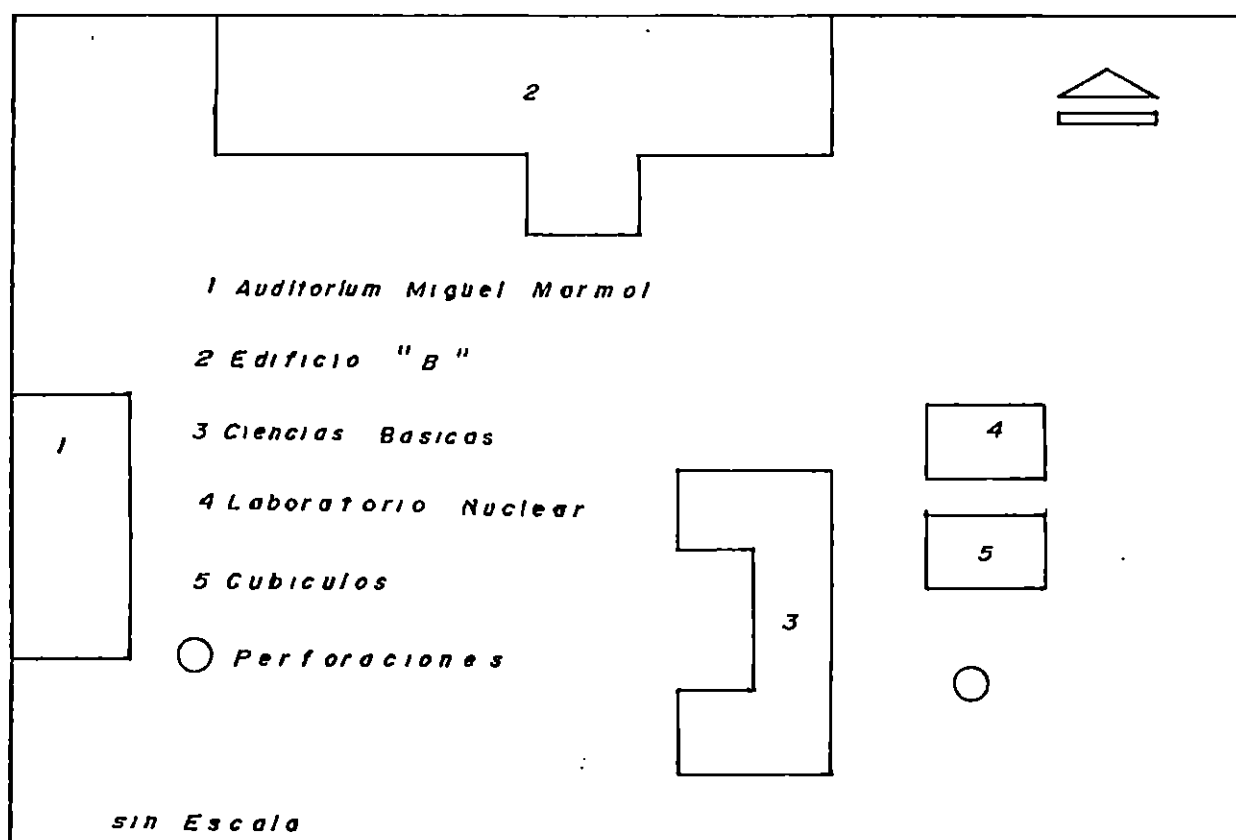 2
1 Auditorium Miguel Marmol
2 Edificio "B"
3 Ciencias Basicas
4 Laboratorio Nuclear
5 Cubiculos
Perforaciones
1
4
5
3
sin Escala